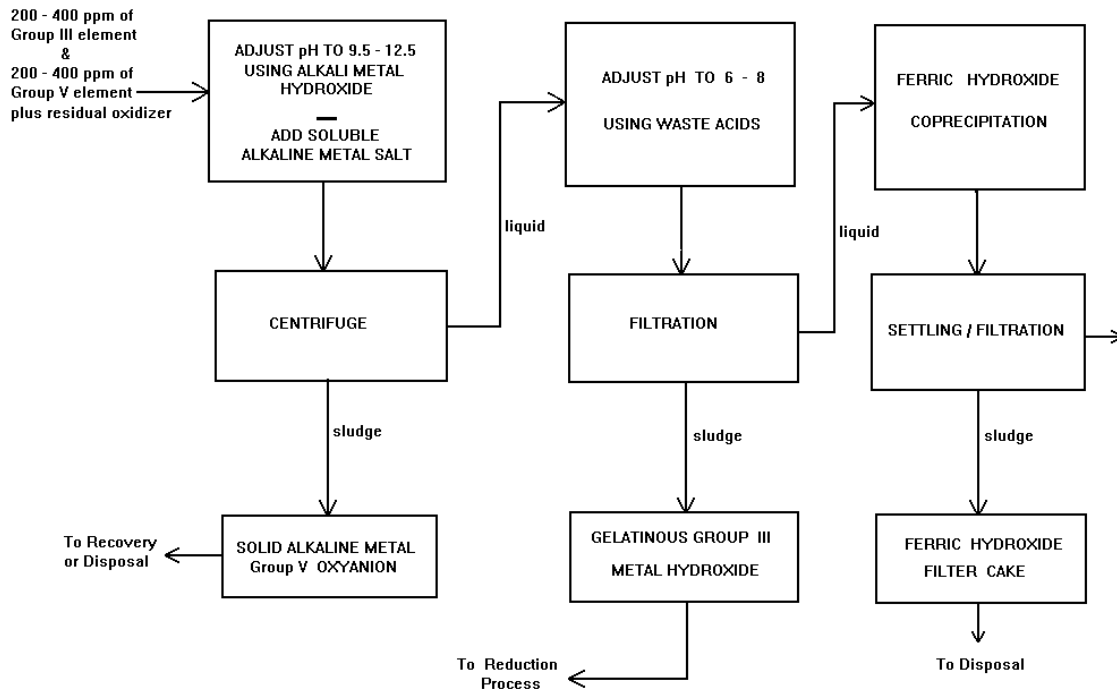 200 - 400 ppm of
Group III element
&
200 - 400 ppm of
Group V element
plus residual oxidizer
ADJUST pH TO 9.5 - 12.5
USING ALKALI METAL
HYDROXIDE
ADD SOLUBLE
ALKALINE METAL SALT
ADJUST pH TO 6 - 8
USING WASTE ACIDS
FERRIC HYDROXIDE
COPRECIPITATION
liquid
liquid
CENTRIFUGE
FILTRATION
SETTLING / FILTRATION
sludge
sludge
sludge
To Recovery
or Disposal
SOLID ALKALINE METAL
Group V OXYANION
GELATINOUS GROUP III
METAL HYDROXIDE
FERRIC HYDROXIDE
FILTER CAKE
To Reduction
Process
To Disposal